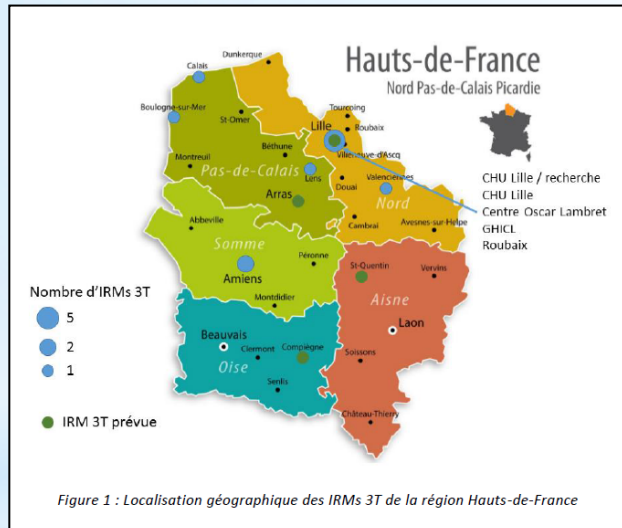 Hauts-de-France
Nord Pas-de-Calais Picardie
Dunkerque
Calais
Boulogne-sur-Mer
St-Omer
Tourcoing
Lille
Roubaix
Villeneuve-d'Ascq
Béthune
Montreuil
Pas-de-Calais
Lens
Douai
Valenciennes
Arras
Nord
Cambrai
Avesnes-sur-Helpe
CHU Lille / recherche
CHU Lille
Centre Oscar Lambret
GHICL
Roubaix
Abbeville
Somme
Péronne
Amiens
St-Quentin
Vervins
Montdidier
Aisne
Nombre d'IRMs 3T
5
2
1
IRM 3T prévue
Beauvais
Clermont
Compiègne
Laon
Oise
Soissons
Senlis
Château-Thierry
Figure 1 : Localisation géographique des IRMs 3T de la région Hauts-de-France